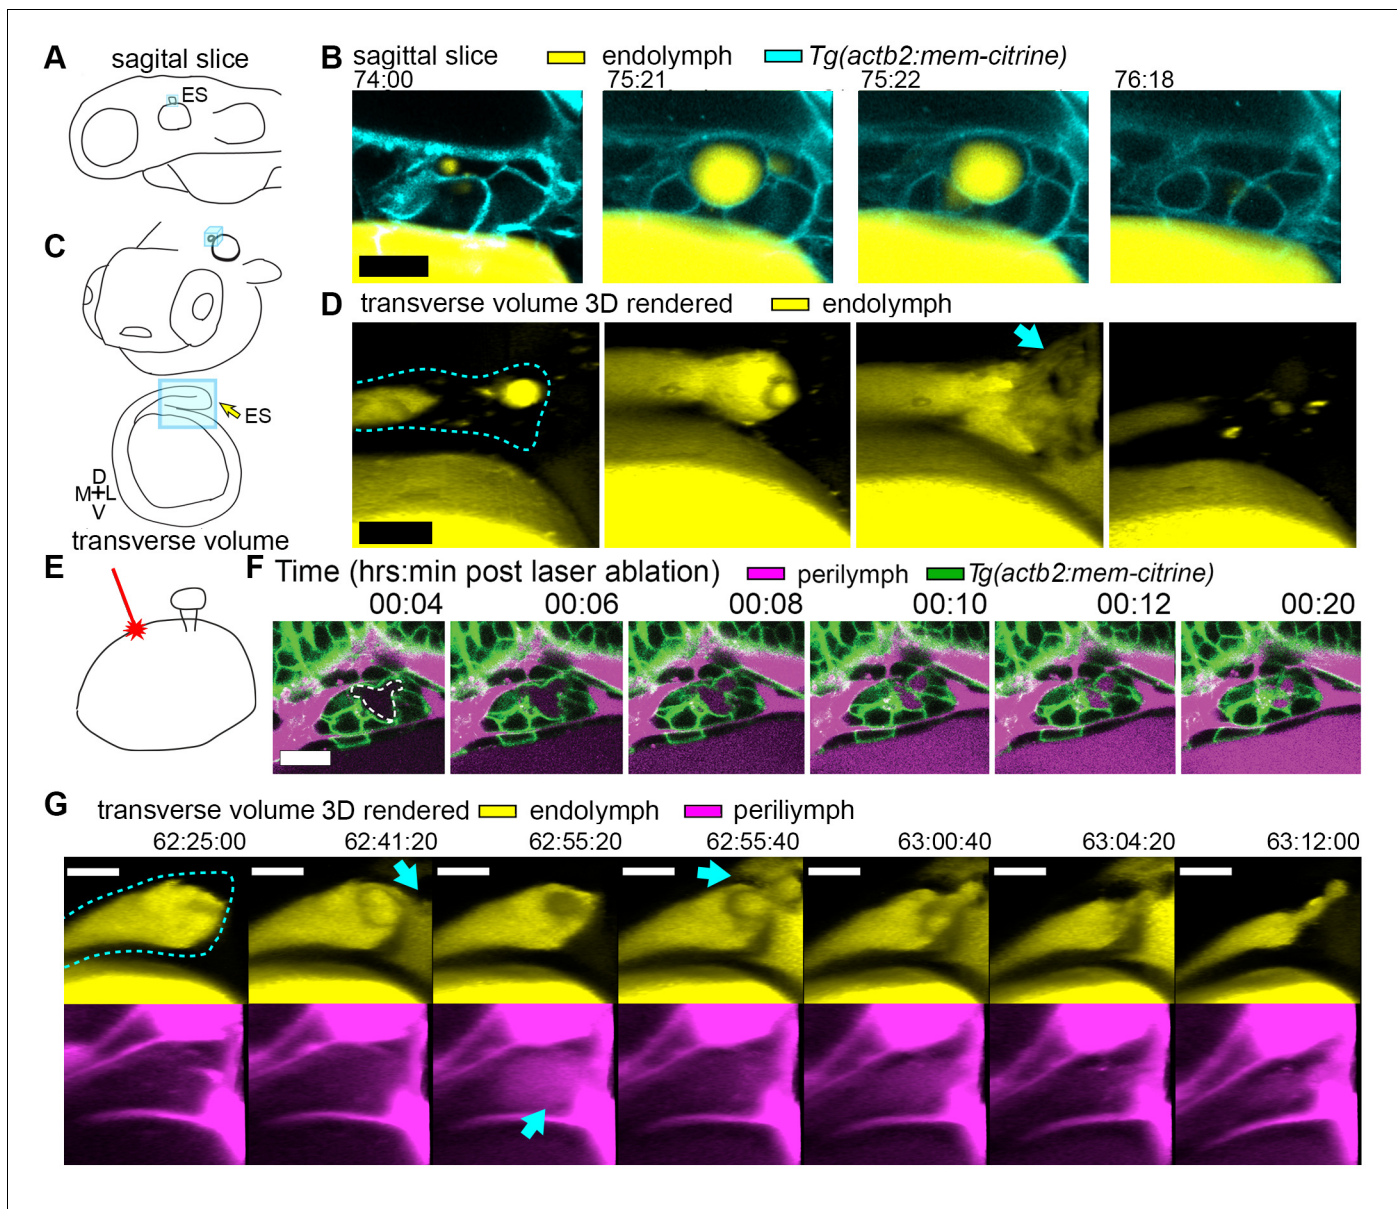 A
sagital slice
ES
B sagittal slice endolymph Tg(actb2:mem-citrine)
74:00 75:21 75:22 76:18
C
ES
D
M L
V
transverse volume
D transverse volume 3D rendered endolymph
E
F Time (hrs:min post laser ablation) perilymph Tg(actb2:mem-citrine)
00:04 00:06 00:08 00:10 00:12 00:20
G transverse volume 3D rendered endolymph periliymph
62:25:00 62:41:20 62:55:20 62:55:40 63:00:40 63:04:20 63:12:00